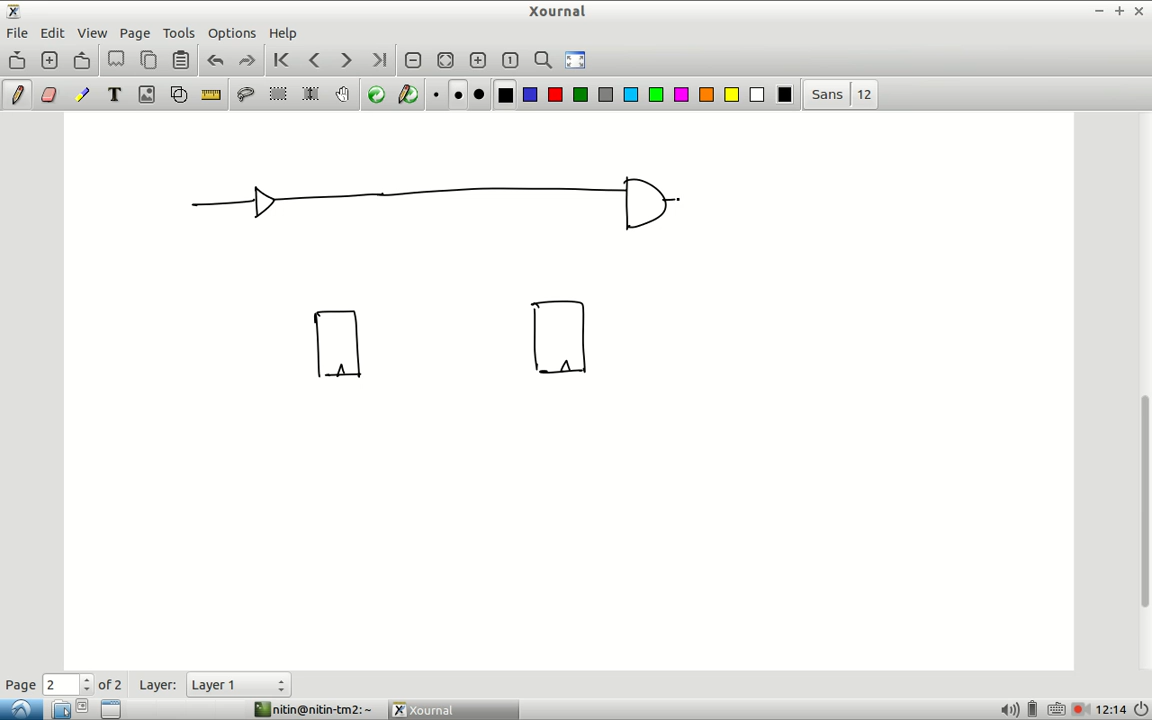 Xournal
File Edit View Page Tools Options Help
T Sans 12
Page 2 of 2 Layer: Layer 1
nitin@nitin-tm2: ~ Xournal 12:14